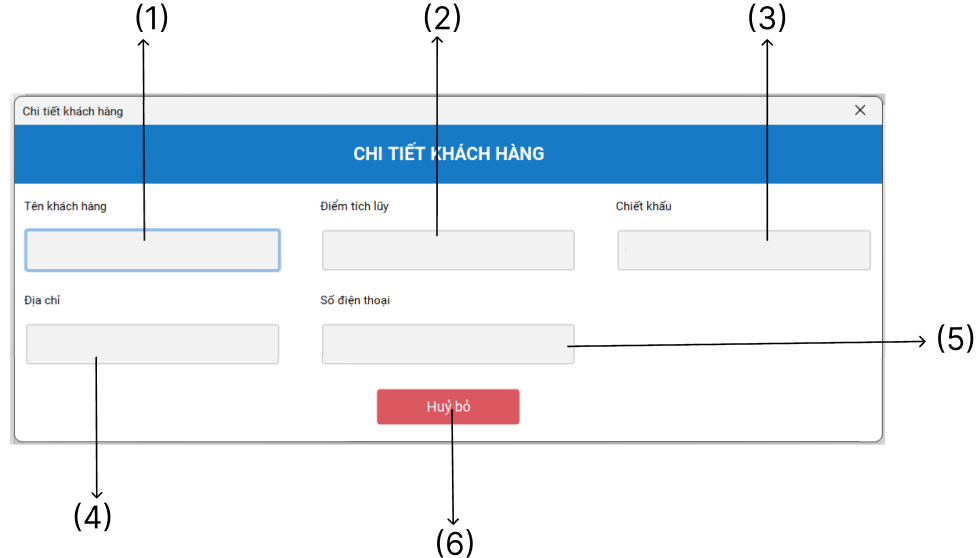 (1) (2) (3)
Chi tiết khách hàng
CHI TIẾT KHÁCH HÀNG
Tên khách hàng Điểm tích lũy Chiết khấu
Địa chỉ Số điện thoại
(5)
Huỷ bỏ
(4)
(6)